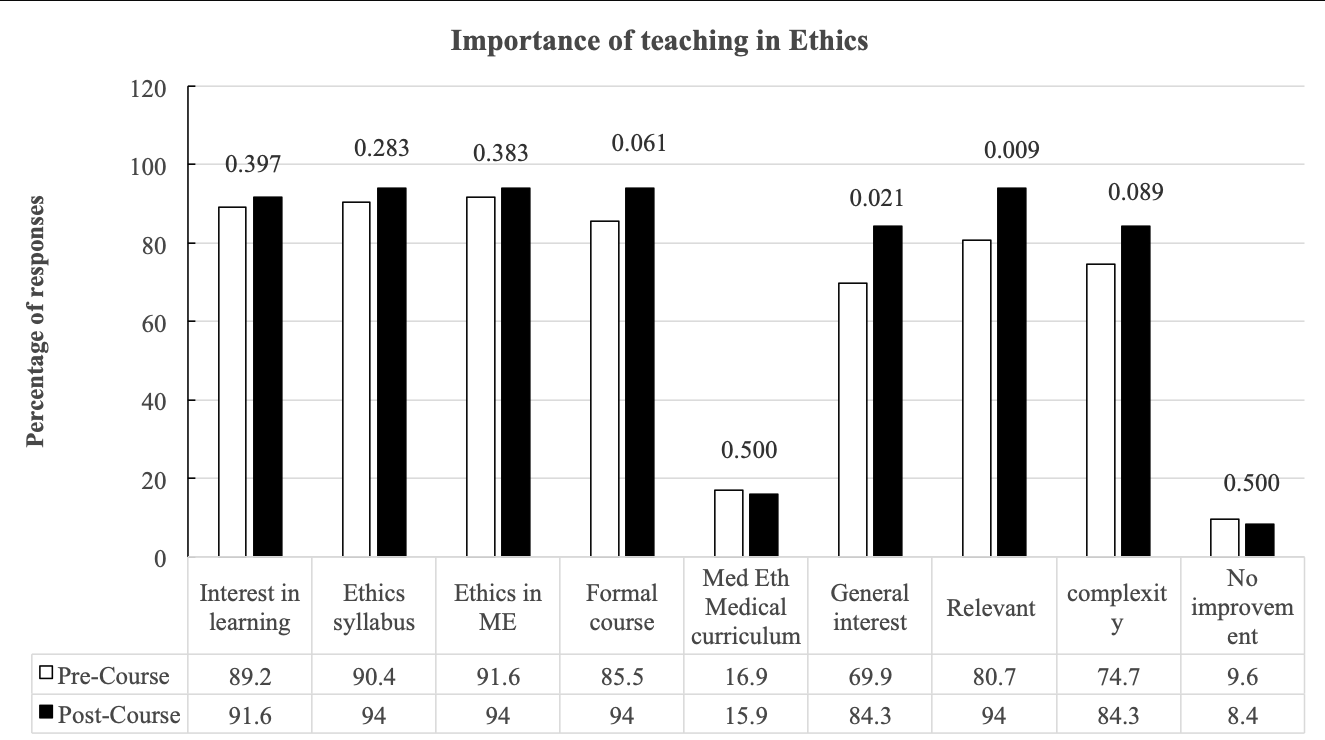 Importance of teaching in Ethics
Percentage of responses
120
100
80
60
40
20
0
0.397
0.283
0.383
0.061
0.500
0.021
0.009
0.089
0.500
Interest in
learning
Ethics
syllabus
Ethics in
ME
Formal
course
Med Eth
Medical
curriculum
General
interest
Relevant
complexit
y
No
improvem
ent
Pre-Course 89.2 90.4 91.6 85.5 16.9 69.9 80.7 74.7 9.6
Post-Course 91.6 94 94 94 15.9 84.3 94 84.3 8.4